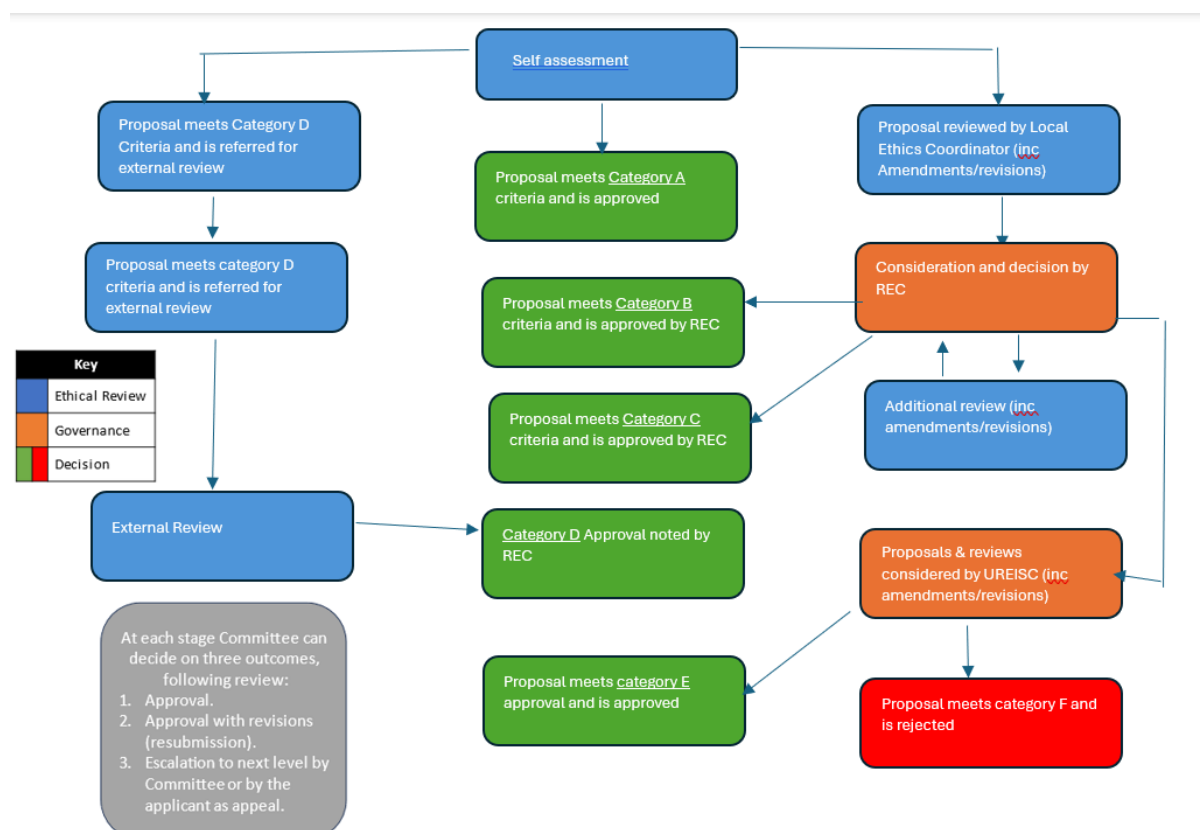 Self assessment
Proposal meets Category D
Criteria and is referred for
external review
Proposal meets Category A
criteria and is approved
Proposal reviewed by Local
Ethics Coordinator (inc
Amendments/revisions)
Proposal meets category D
criteria and is referred for
external review
Proposal meets Category B
criteria and is approved by REC
Consideration and decision by
REC
Key
Ethical Review
Governance
Decision
Proposal meets Category C
criteria and is approved by REC
Additional review (inc
amendments/revisions)
External Review
Category D Approval noted by
REC
Proposals & reviews
considered by UREISC (inc
amendments/revisions)
At each stage Committee can
decide on three outcomes,
following review:
1. Approval.
2. Approval with revisions
(resubmission).
3. Escalation to next level by
Committee or by the
applicant as appeal.
Proposal meets category E
approval and is approved
Proposal meets category F and
is rejected